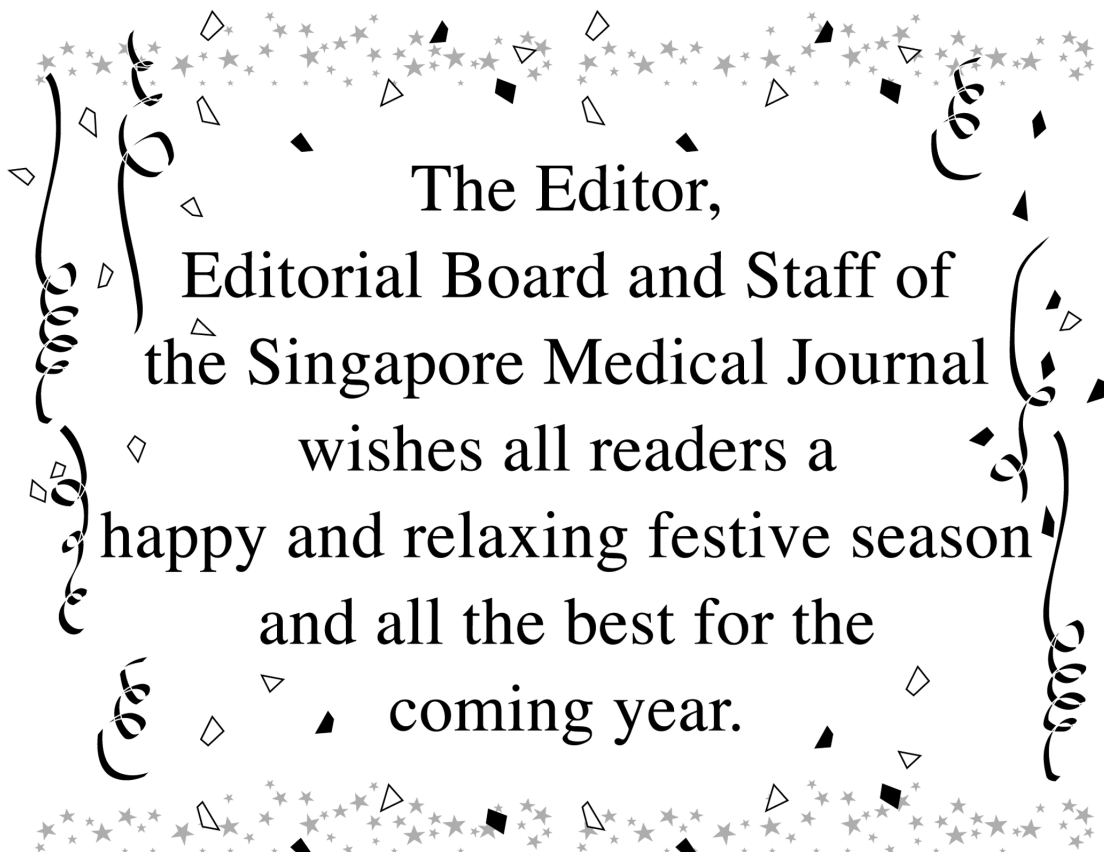 The Editor,
Editorial Board and Staff of
the Singapore Medical Journal
wishes all readers a
happy and relaxing festive season
and all the best for the
coming year.